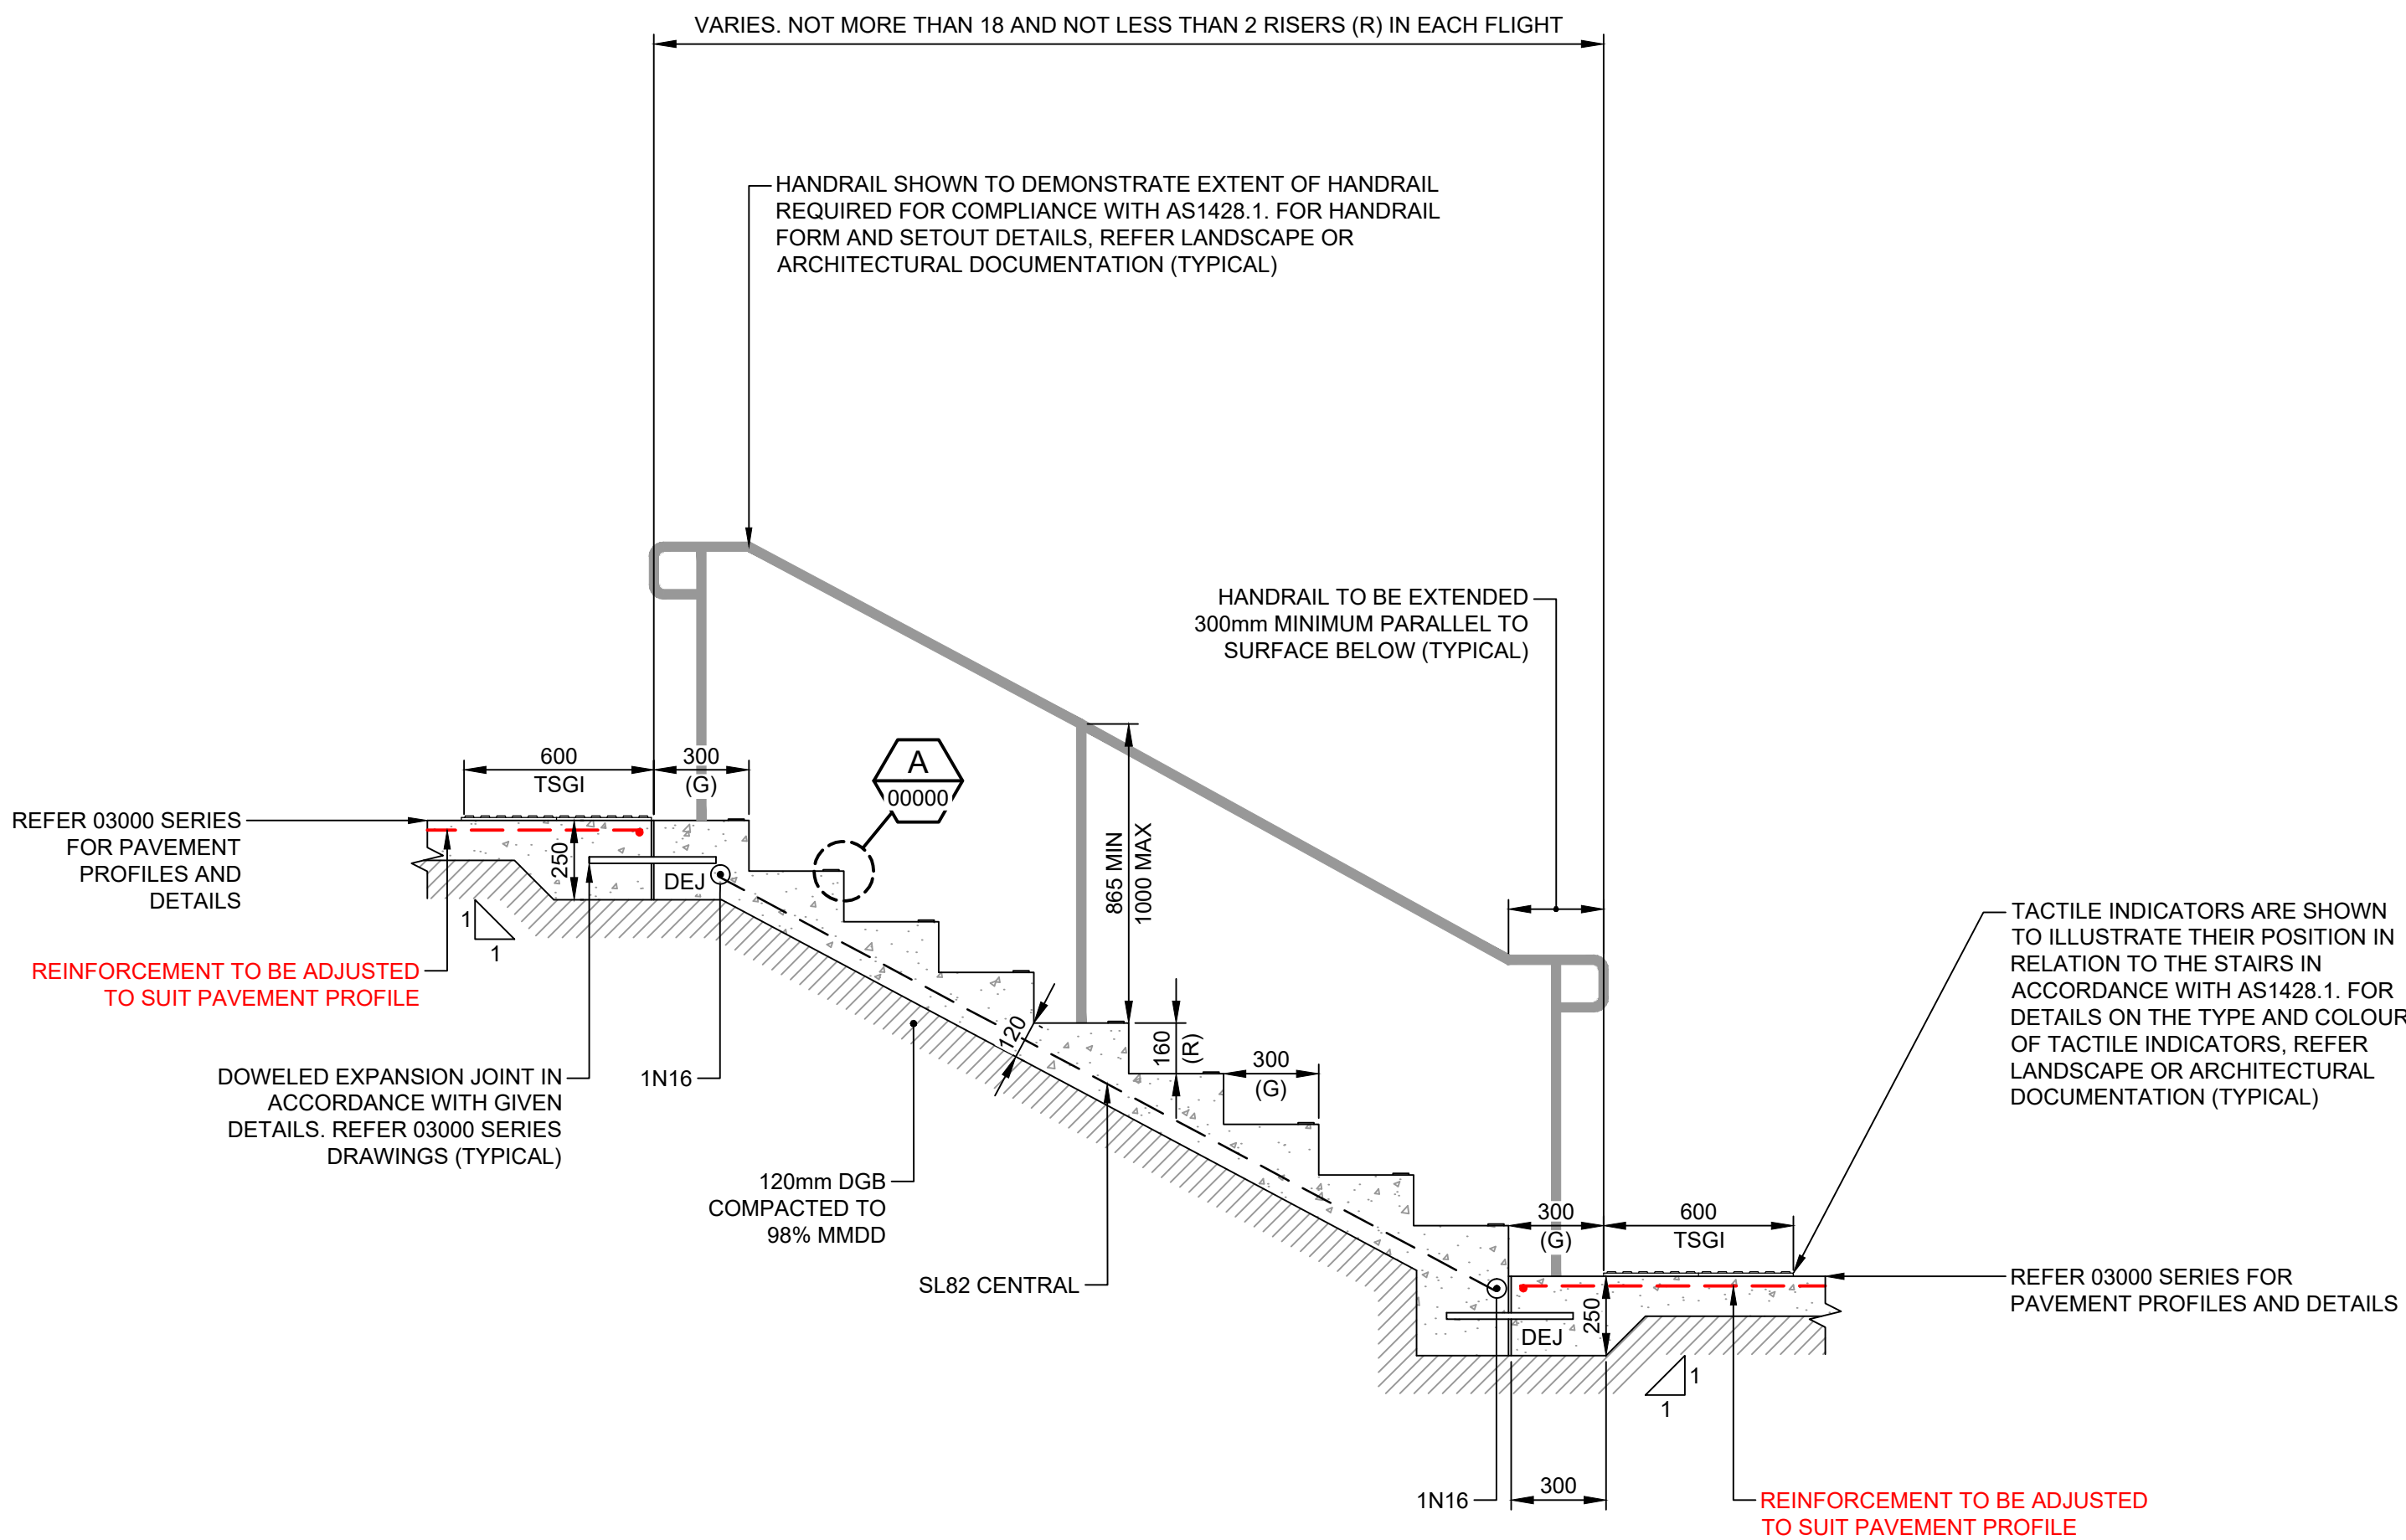 VARIES. NOT MORE THAN 18 AND NOT LESS THAN 2 RISERS (R) IN EACH FLIGHT
HANDRAIL SHOWN TO DEMONSTRATE EXTENT OF HANDRAIL
REQUIRED FOR COMPLIANCE WITH AS1428.1. FOR HANDRAIL
FORM AND SETOUT DETAILS, REFER LANDSCAPE OR
ARCHITECTURAL DOCUMENTATION (TYPICAL)
HANDRAIL TO BE EXTENDED
300mm MINIMUM PARALLEL TO
SURFACE BELOW (TYPICAL)
600
TSGI
300
(G)
A
00000
REFER 03000 SERIES
FOR PAVEMENT
PROFILES AND
DETAILS
250
DEJ
1
1
865 MIN
1000 MAX
REINFORCEMENT TO BE ADJUSTED
TO SUIT PAVEMENT PROFILE
TACTILE INDICATORS ARE SHOWN
TO ILLUSTRATE THEIR POSITION IN
RELATION TO THE STAIRS IN
ACCORDANCE WITH AS1428.1. FOR
DETAILS ON THE TYPE AND COLOUR
OF TACTILE INDICATORS, REFER
LANDSCAPE OR ARCHITECTURAL
DOCUMENTATION (TYPICAL)
120
160
(R)
300
(G)
DOWELED EXPANSION JOINT IN
ACCORDANCE WITH GIVEN
DETAILS. REFER 03000 SERIES
DRAWINGS (TYPICAL)
1N16
120mm DGB
COMPACTED TO
98% MMDD
SL82 CENTRAL
300
(G)
600
TSGI
REFER 03000 SERIES FOR
PAVEMENT PROFILES AND DETAILS
250
DEJ
1
1
1N16
300
REINFORCEMENT TO BE ADJUSTED
TO SUIT PAVEMENT PROFILE